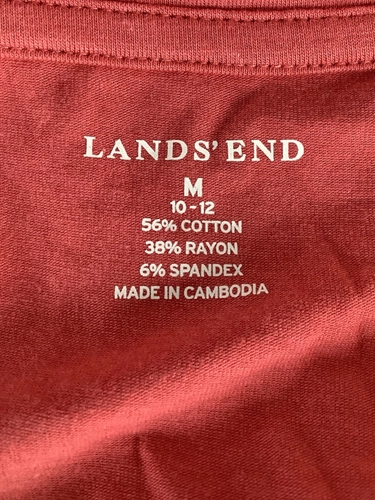 LANDS' END
M
10-12
56% COTTON
38% RAYON
6% SPANDEX
MADE IN CAMBODIA